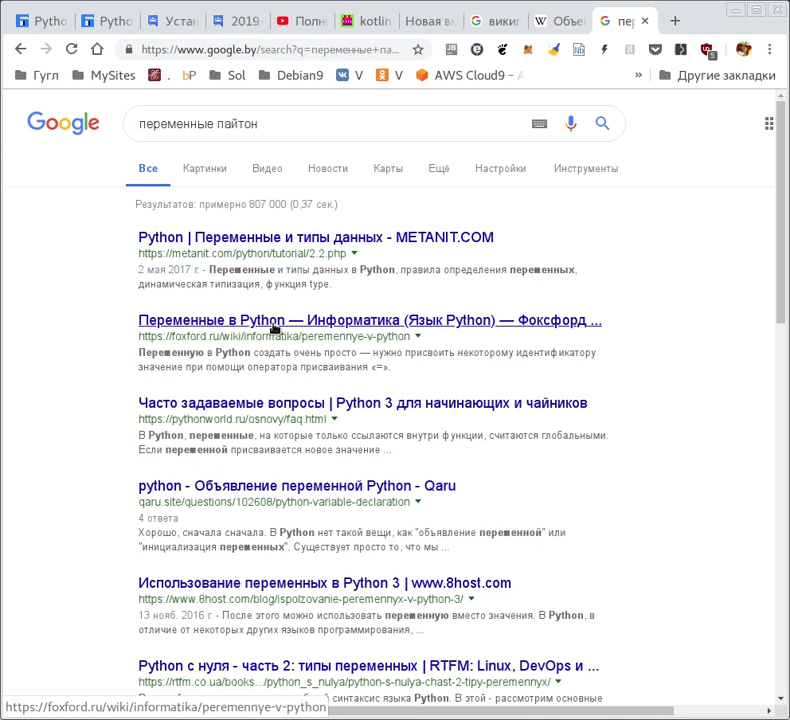 Pytho
Pytho
Устан
2019
Полн
kotlin
Новая вк
викип
Объе
пер
https://www.google.by/search?q=переменные+па...
Гугл
MySites
.
bP
Sol
Debian9
V
V
AWS Cloud9 – A
»
Другие закладки
Google
переменные пайтон
Все
Картинки
Видео
Новости
Карты
Ещё
Настройки
Инструменты
Результатов: примерно 807 000 (0,37 сек.)
Python | Переменные и типы данных - METANIT.COM
https://metanit.com/python/tutorial/2.2.php
2 мая 2017 г. - Переменные и типы данных в Python, правила определения переменных,
динамическая типизация, функция type.
Переменные в Python — Информатика (Язык Python) — Фоксфорд ...
https://foxford.ru/wiki/informatika/peremennye-v-python
Переменную в Python создать очень просто — нужно присвоить некоторому идентификатору
значение при помощи оператора присваивания «=».
Часто задаваемые вопросы | Python 3 для начинающих и чайников
https://pythonworld.ru/osnovy/faq.html
В Python, переменные, на которые только ссылаются внутри функции, считаются глобальными.
Если переменной присваивается новое значение ...
python - Объявление переменной Python - Qaru
qaru.site/questions/102608/python-variable-declaration
4 ответа
Хорошо, сначала сначала. В Python нет такой вещи, как "объявление переменной" или
"инициализация переменных". Существует просто то, что мы ...
Использование переменных в Python 3 | www.8host.com
https://www.8host.com/blog/ispolzovanie-peremennyx-v-python-3/
13 нояб. 2016 г. - После этого можно использовать переменную вместо значения. В Python, в
отличие от некоторых других языков программирования, ...
Python с нуля - часть 2: типы переменных | RTFM: Linux, DevOps и ...
https://rtfm.co.ua/books.../python_s_nulya/python-s-nulya-chast-2-tipy-peremennyx/
синтаксис языка Python. В этой - рассмотрим основные
https://foxford.ru/wiki/informatika/peremennye-v-python